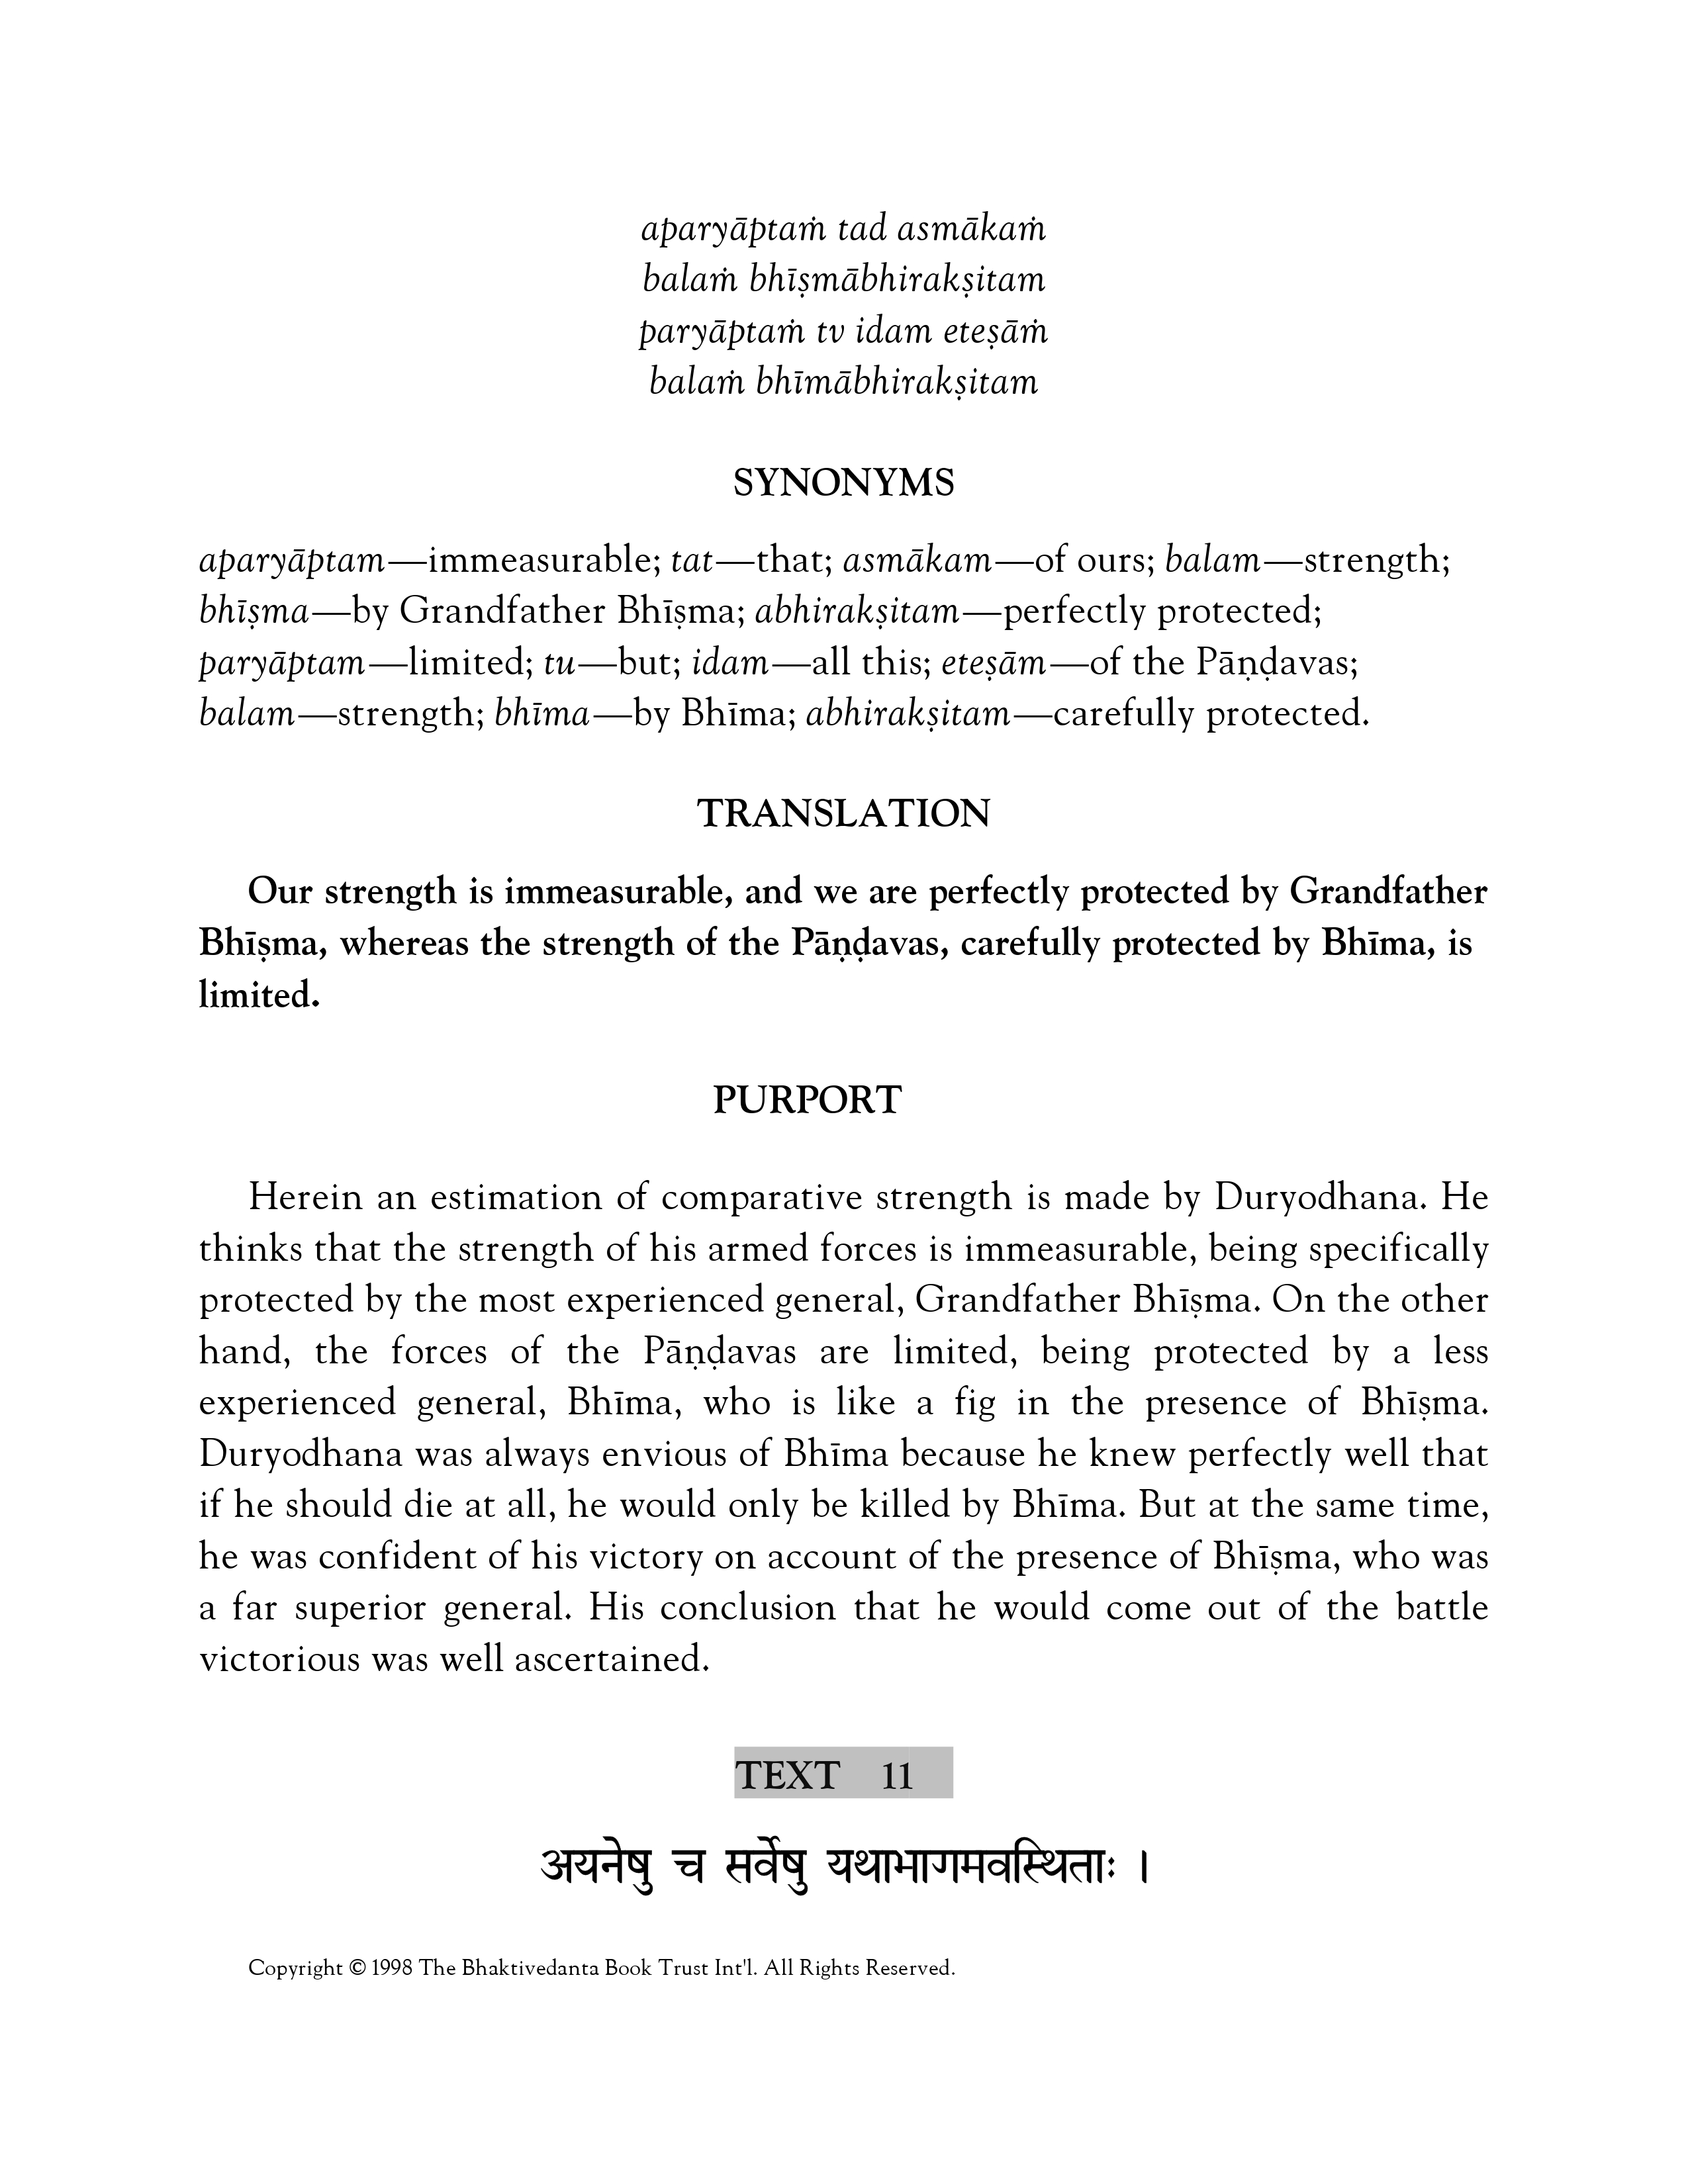 aparyāptaṁ tad asmākaṁ
balaṁ bhīṣmābhirakṣitam
paryāptaṁ tv idam eteṣāṁ
balaṁ bhīmābhirakṣitam
SYNONYMS
aparyāptam—immeasurable; tat—that; asmākam—of ours; balam—strength;
bhīṣma—by Grandfather Bhīṣma; abhirakṣitam—perfectly protected;
paryāptam—limited; tu—but; idam—all this; eteṣām—of the Pāṇḍavas;
balam—strength; bhīma—by Bhīma; abhirakṣitam—carefully protected.
TRANSLATION
Our strength is immeasurable, and we are perfectly protected by Grandfather
Bhīṣma, whereas the strength of the Pāṇḍavas, carefully protected by Bhīma, is
limited.
PURPORT
Herein an estimation of comparative strength is made by Duryodhana. He
thinks that the strength of his armed forces is immeasurable, being specifically
protected by the most experienced general, Grandfather Bhīṣma. On the other
hand, the forces of the Pāṇḍavas are limited, being protected by a less
experienced general, Bhīma, who is like a fig in the presence of Bhīṣma.
Duryodhana was always envious of Bhīma because he knew perfectly well that
if he should die at all, he would only be killed by Bhīma. But at the same time,
he was confident of his victory on account of the presence of Bhīṣma, who was
a far superior general. His conclusion that he would come out of the battle
victorious was well ascertained.
TEXT 11
अयनेषु च सर्वेषु यथाभागमवस्थिताः ।
Copyright © 1998 The Bhaktivedanta Book Trust Int'l. All Rights Reserved.